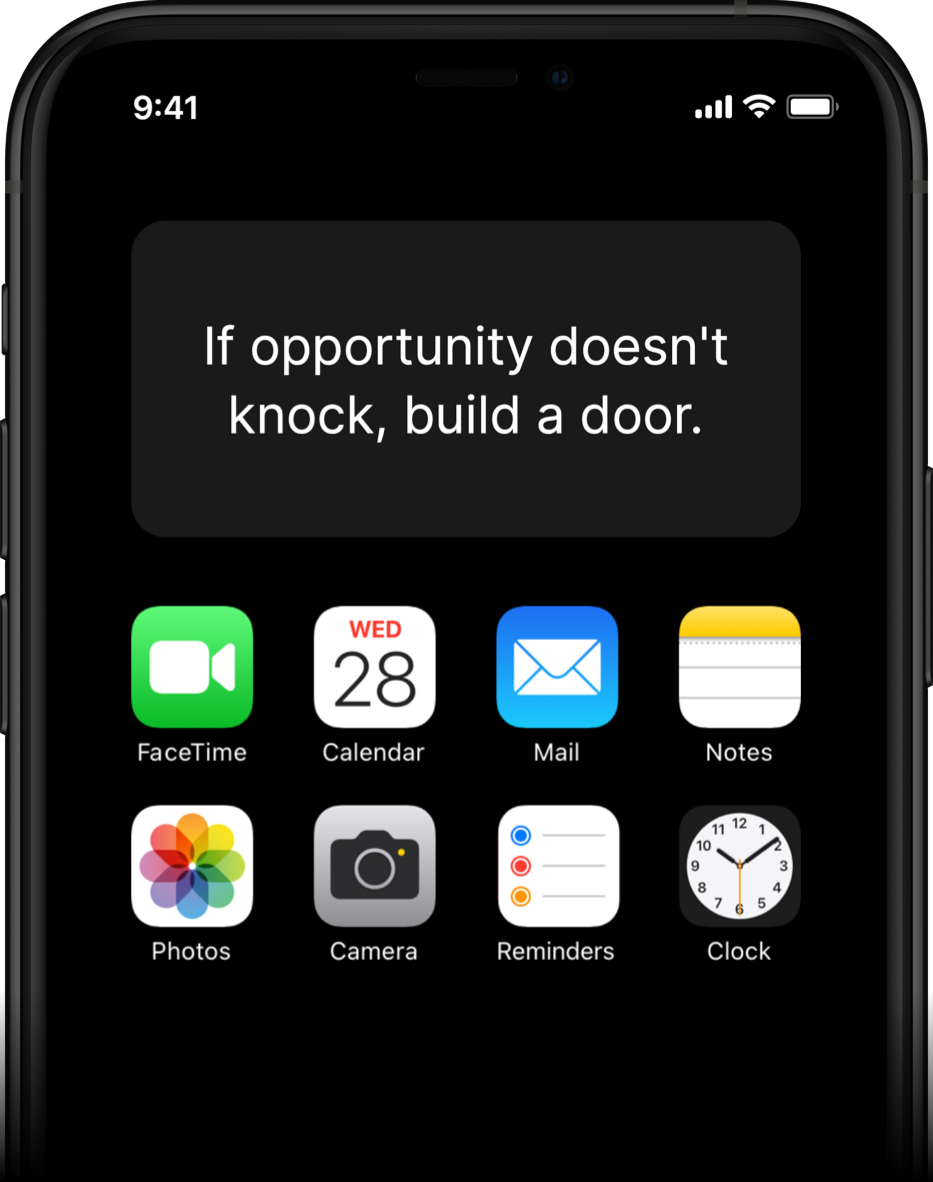 9:41
If opportunity doesn't
knock, build a door.
WED
28
FaceTime
Calendar
Mail
Notes
12
11
1
10
2
9
3
8
4
7
5
6
Photos
Camera
Reminders
Clock